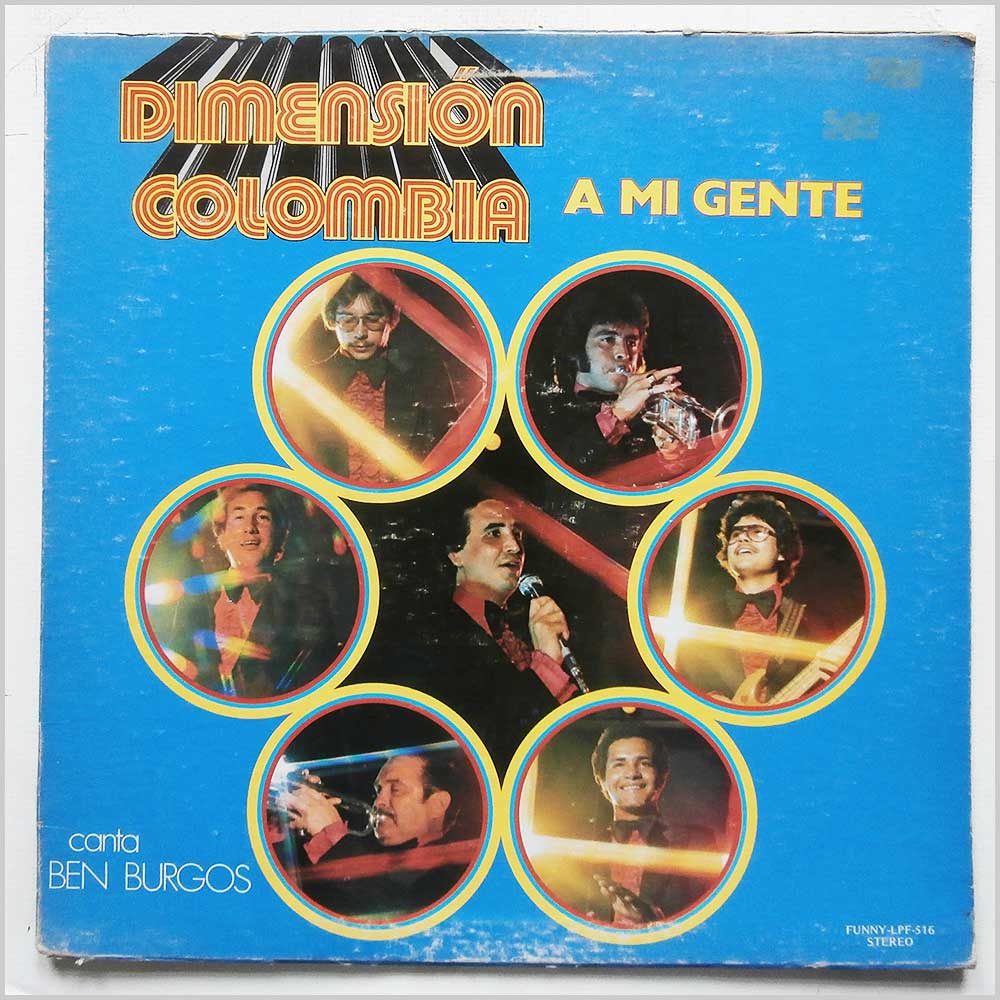 DIMENSIÓN
COLOMBIA
A MI GENTE
canta
BEN BURGOS
FUNNY-LPF-516
STEREO